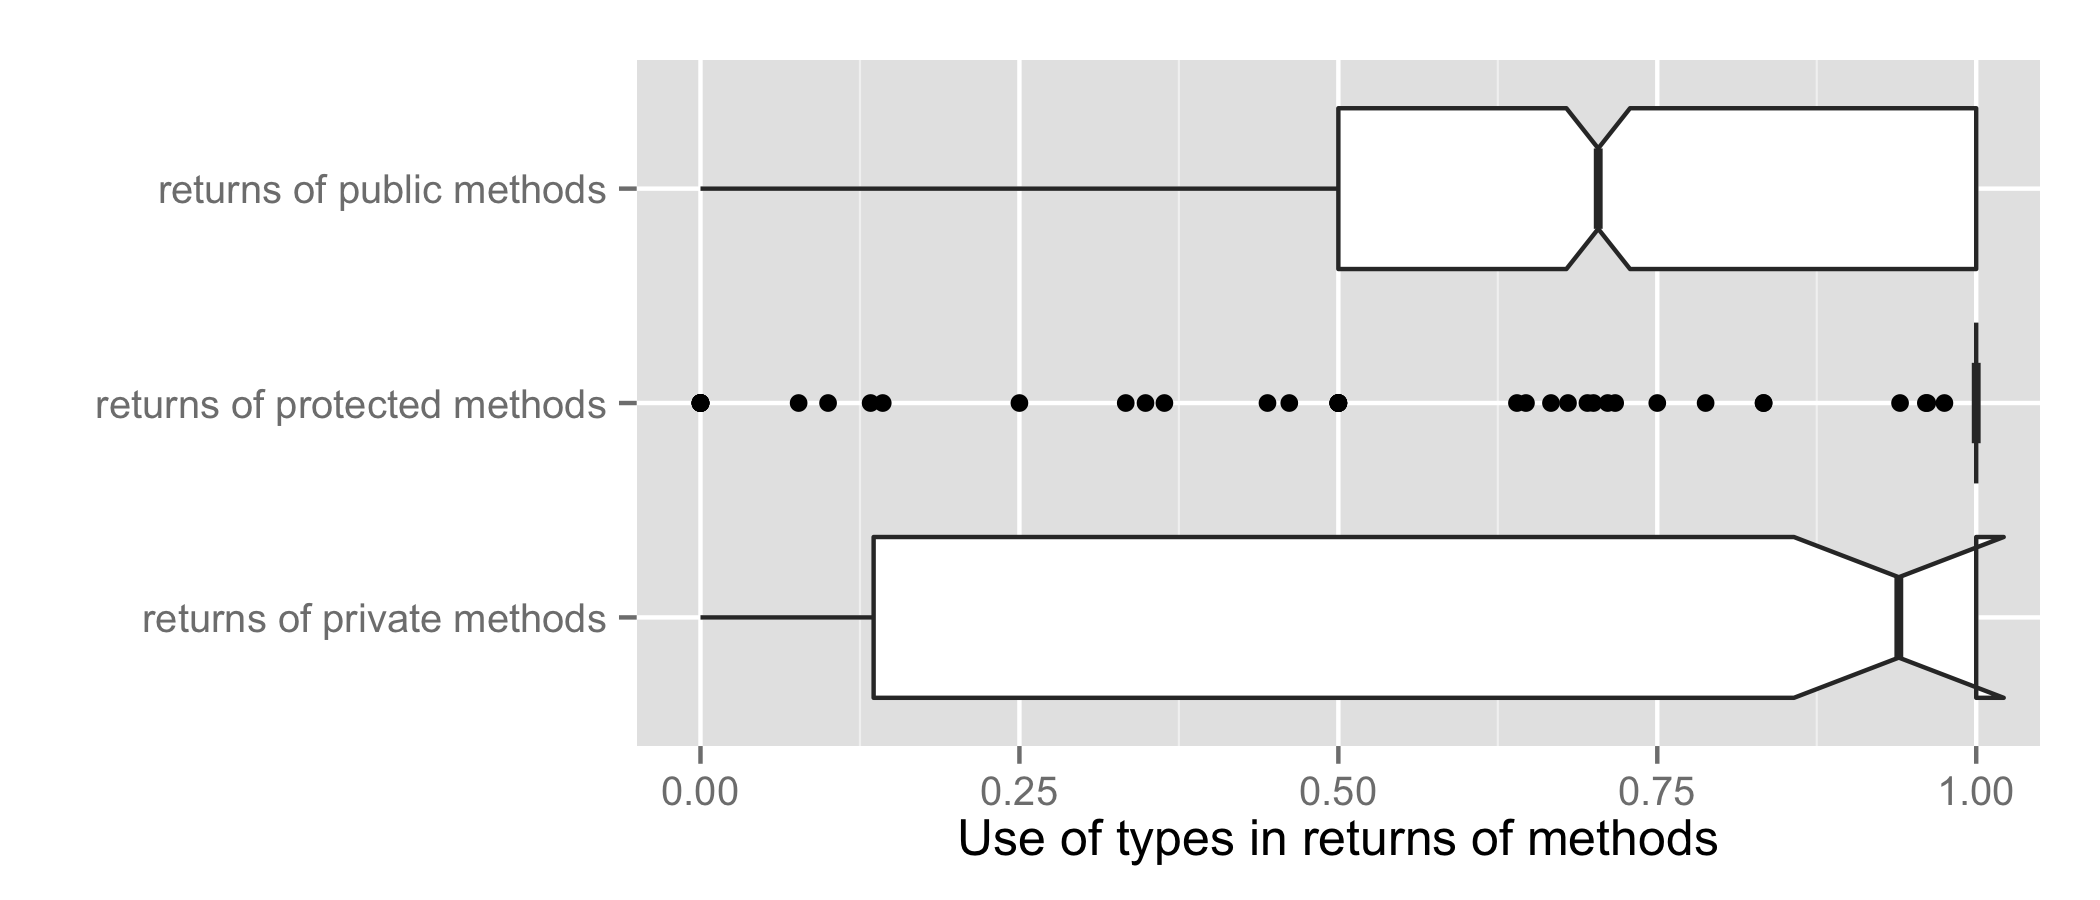 returns of public methods
returns of protected methods
returns of private methods
0.00 0.25 0.50 0.75 1.00
Use of types in returns of methods